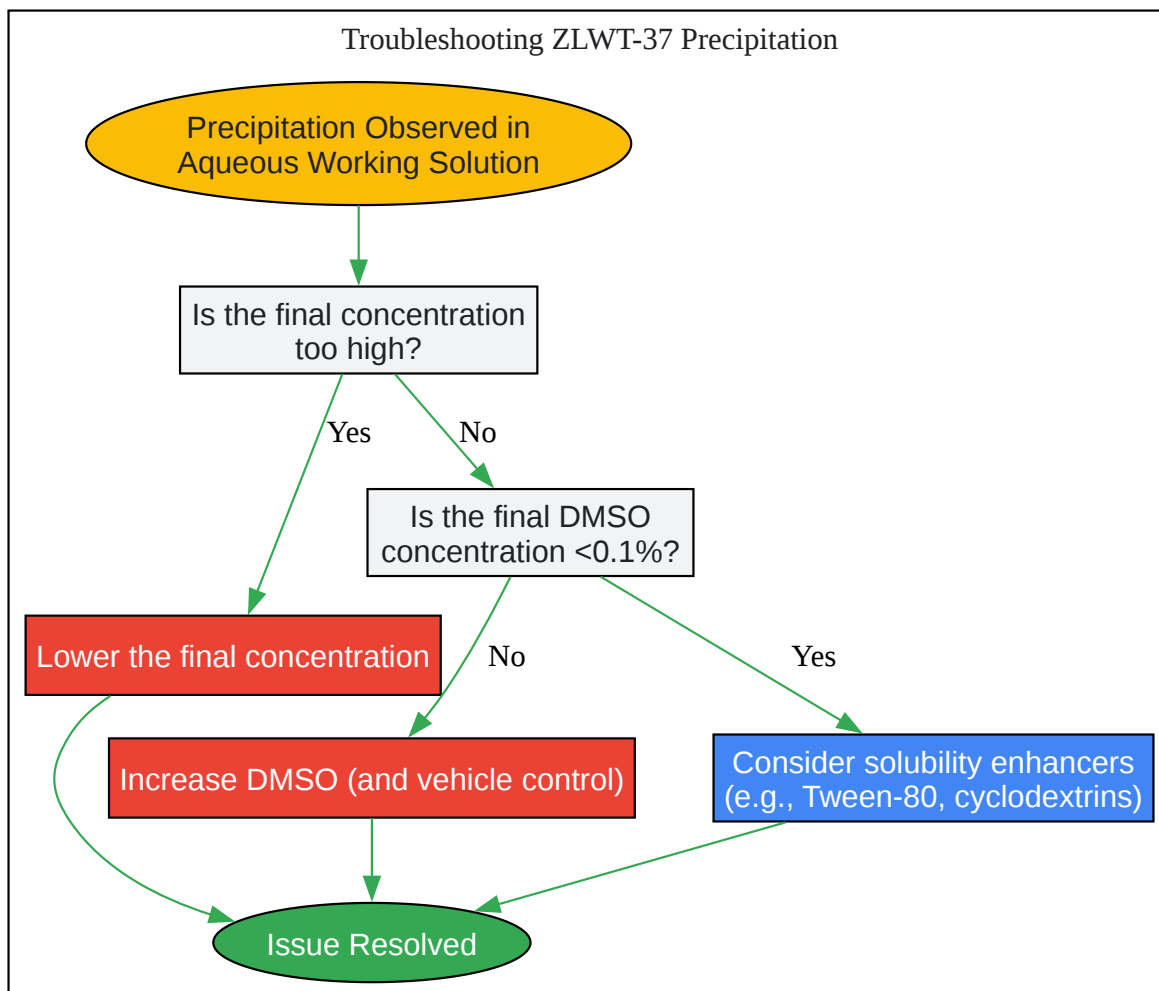 Troubleshooting ZLWT-37 Precipitation
Precipitation Observed in
Aqueous Working Solution
Is the final concentration
too high?
Yes
No
Is the final DMSO
concentration <0.1%?
Lower the final concentration
No
Yes
Increase DMSO (and vehicle control)
Consider solubility enhancers
(e.g., Tween-80, cyclodextrins)
Issue Resolved